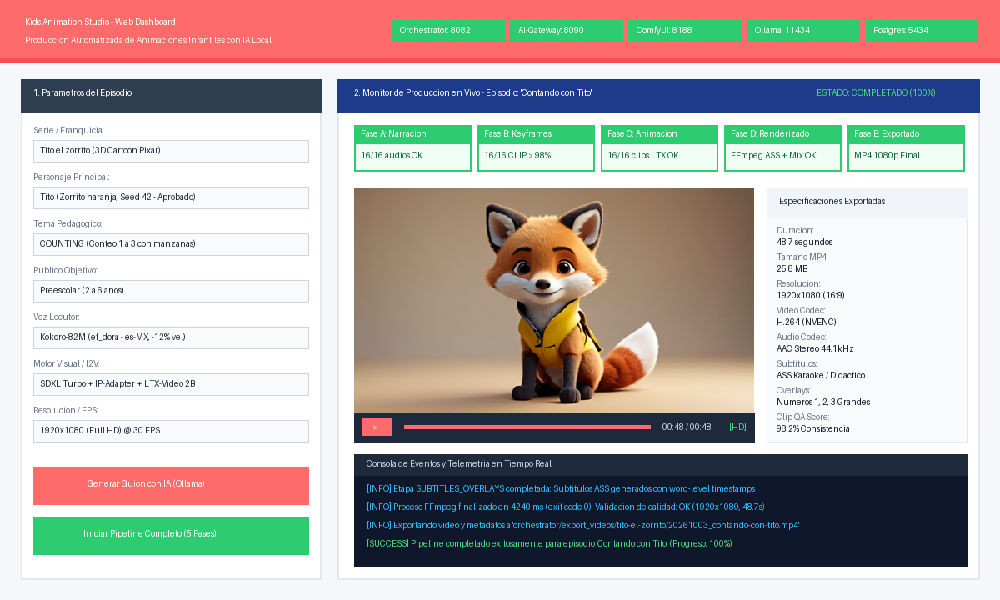 Kids Animation Studio - Web Dashboard
Produccion Automatizada de Animaciones Infantiles con IA Local
Orchestrator: 8082
AI-Gateway: 8090
ComfyUI: 8188
Ollama: 11434
Postgres: 5434
1. Parametros del Episodio
Serie / Franquicia:
Tito el zorrito (3D Cartoon Pixar)
Personaje Principal:
Tito (Zorrito naranja, Seed 42 - Aprobado)
Tema Pedagogico:
COUNTING (Conteo 1 a 3 con manzanas)
Publico Objetivo:
Preescolar (2 a 6 anos)
Voz Locutor:
Kokoro-82M (ef_dora - es-MX, -12% vel)
Motor Visual / I2V:
SDXL Turbo + IP-Adapter + LTX-Video 2B
Resolucion / FPS:
1920x1080 (Full HD) @ 30 FPS
Generar Guion con IA (Ollama)
Iniciar Pipeline Completo (5 Fases)
2. Monitor de Produccion en Vivo - Episodio: 'Contando con Tito'
ESTADO: COMPLETADO (100%)
Fase A: Narracion
16/16 audios OK
Fase B: Keyframes
16/16 CLIP > 98%
Fase C: Animacion
16/16 clips LTX OK
Fase D: Renderizado
FFmpeg ASS + Mix OK
Fase E: Exportado
MP4 1080p Final
>
00:48 / 00:48
[HD]
Especificaciones Exportadas
Duracion:
48.7 segundos
Tamano MP4:
25.8 MB
Resolucion:
1920x1080 (16:9)
Video Codec:
H.264 (NVENC)
Audio Codec:
AAC Stereo 44.1kHz
Subtitulos:
ASS Karaoke / Didactico
Overlays:
Numeros 1, 2, 3 Grandes
Clip QA Score:
98.2% Consistencia
Consola de Eventos y Telemetria en Tiempo Real
[INFO] Etapa SUBTITLES_OVERLAYS completada: Subtitulos ASS generados con word-level timestamps
[INFO] Proceso FFmpeg finalizado en 4240 ms (exit code 0). Validacion de calidad: OK (1920x1080, 48.7s)
[INFO] Exportando video y metadatos a 'orchestrator/export_videos/tito-el-zorrito/20261003_contando-con-tito.mp4'
[SUCCESS] Pipeline completado exitosamente para episodio 'Contando con Tito' (Progreso: 100%)